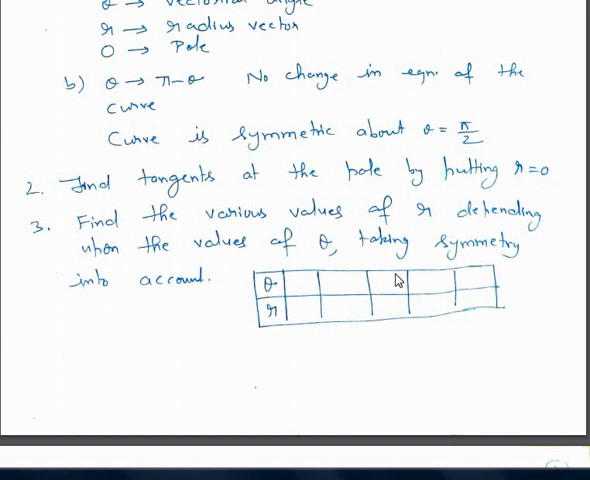 θ → vectorial angle
r → radius vector
O → Pole
b) θ → π-θ No change in eqn. of the
curve
Curve is symmetric about θ = π/2
2. Find tangents at the pole by putting r=0
3. Find the various values of r depending
upon the values of θ, taking symmetry
into account.
θ
r